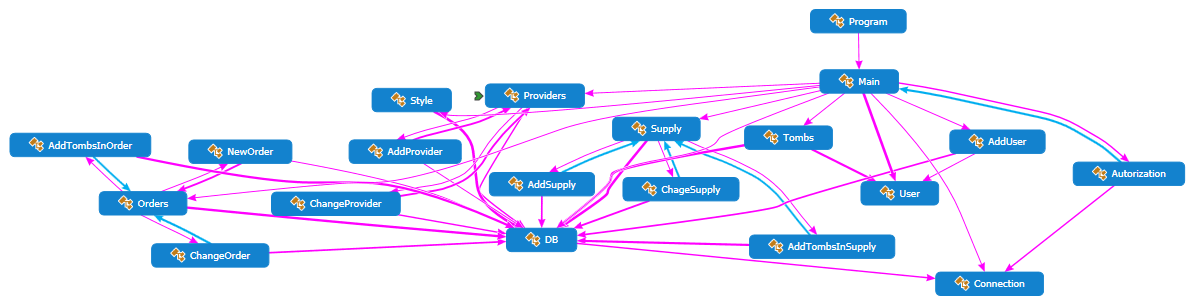 Program
Main
Providers
Style
Supply
Tombs
AddUser
AddTombsInOrder
NewOrder
AddProvider
Autorization
AddSupply
ChageSupply
User
Orders
ChangeProvider
DB
AddTombsInSupply
ChangeOrder
Connection